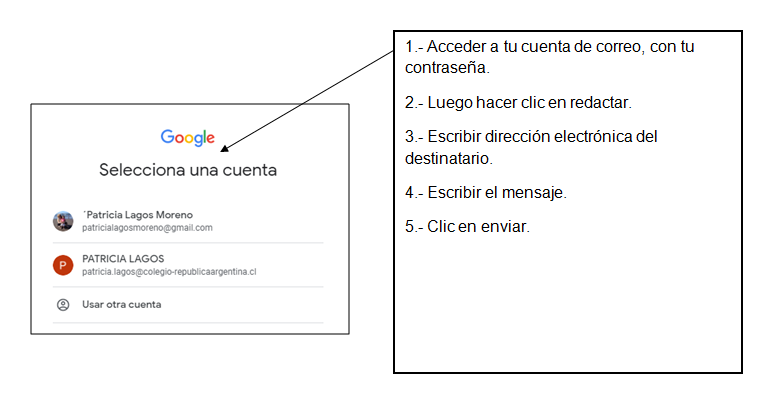 Google
Selecciona una cuenta
´Patricia Lagos Moreno
patricialagosmoreno@gmail.com
P
PATRICIA LAGOS
patricia.lagos@colegio-republicaargentina.cl
Usar otra cuenta
1.- Acceder a tu cuenta de correo, con tu
contraseña.
2.- Luego hacer clic en redactar.
3.- Escribir dirección electrónica del
destinatario.
4.- Escribir el mensaje.
5.- Clic en enviar.